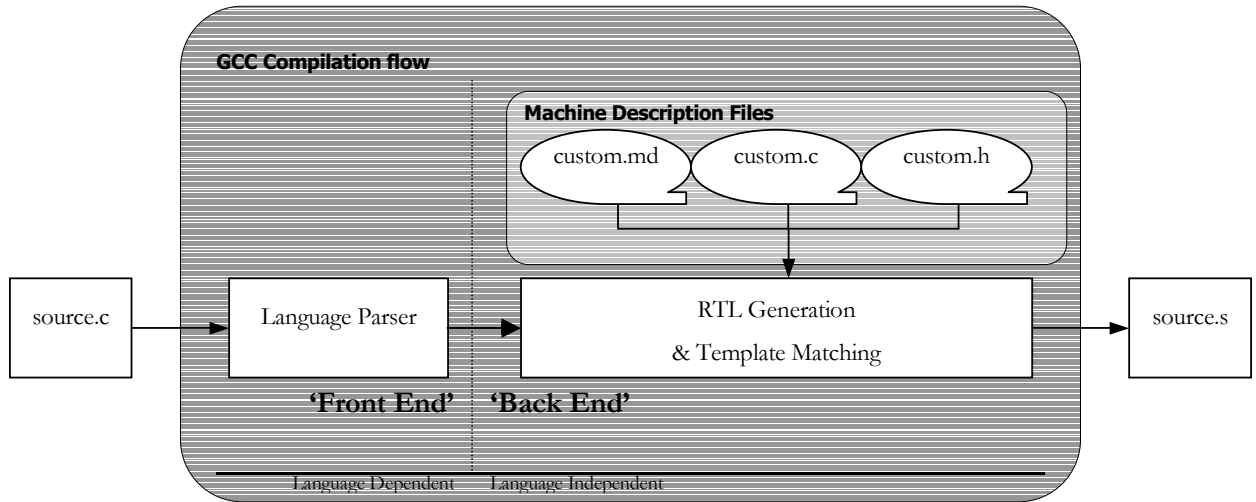 GCC Compilation flow
Machine Description Files
custom.md
custom.c
custom.h
source.c
Language Parser
RTL Generation
& Template Matching
source.s
‘Front End’
‘Back End’
Language Dependent
Language Independent